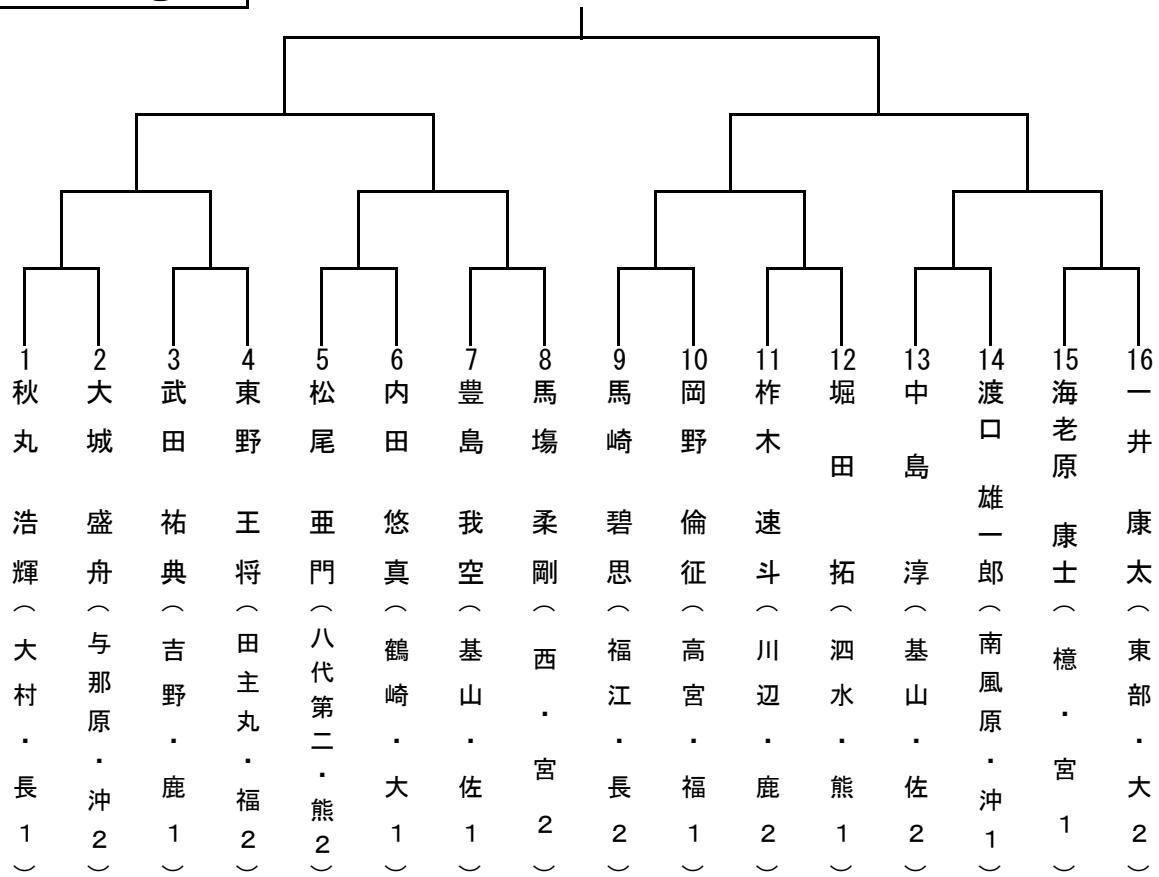 1 秋丸 浩輝（大村・長1）
2 大城 盛舟（与那原・沖2）
3 武田 祐典（吉野・鹿1）
4 東野 王将（田主丸・福2）
5 松尾 亜門（八代第二・熊2）
6 内田 悠真（鶴崎・大1）
7 豊島 我空（基山・佐1）
8 馬塲 柔剛（西・宮2）
9 馬崎 碧思（福江・長2）
10 岡野 倫征（高宮・福1）
11 柞木 速斗（川辺・鹿2）
12 堀田 拓（泗水・熊1）
13 中島 淳（基山・佐2）
14 渡口 雄一郎（南風原・沖1）
15 海老原 康士（檍・宮1）
16 一井 康太（東部・大2）